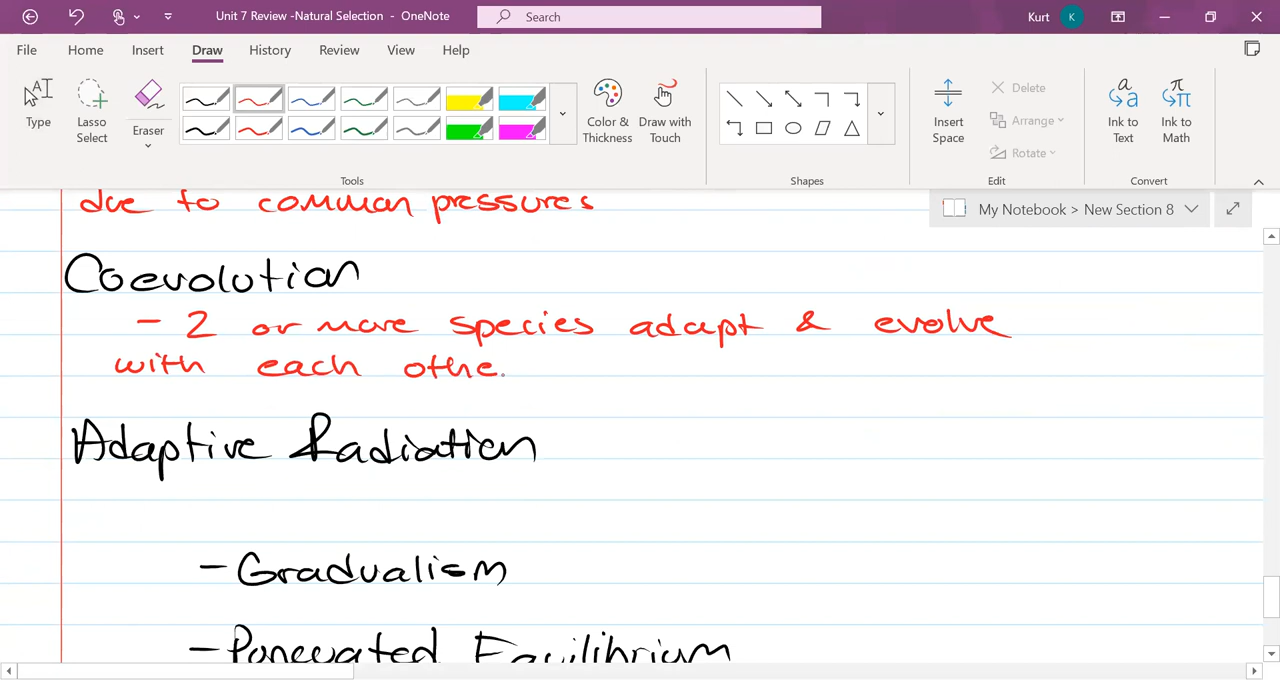 Unit 7 Review -Natural Selection - OneNote
Search
Kurt
K
File
Home
Insert
Draw
History
Review
View
Help
Type
Lasso Select
Eraser
Color & Thickness
Draw with Touch
Insert Space
Delete
Arrange
Rotate
Ink to Text
Ink to Math
Tools
Shapes
Edit
Convert
My Notebook > New Section 8
due to common pressures
Coevolution
- 2 or more species adapt & evolve
with each othe
Adaptive Radiation
- Gradualism
- Equilibrium